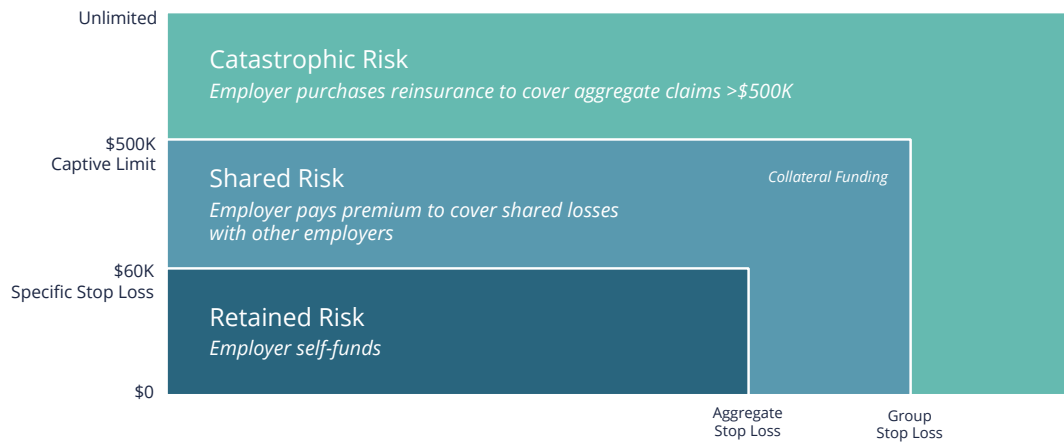 Unlimited
Catastrophic Risk
Employer purchases reinsurance to cover aggregate claims >$500K
$500K
Captive Limit
Shared Risk
Collateral Funding
Employer pays premium to cover shared losses
with other employers
$60K
Specific Stop Loss
Retained Risk
Employer self-funds
$0
Aggregate
Stop Loss
Group
Stop Loss